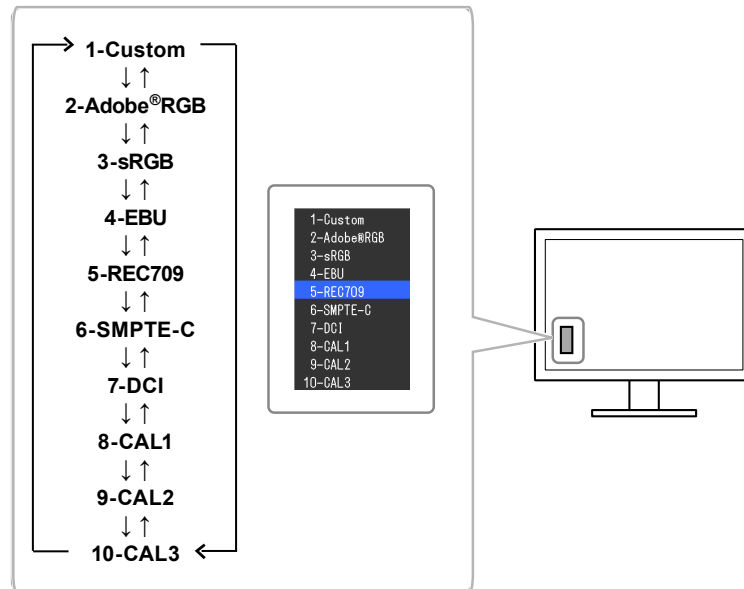 1-Custom
↓ ↑
2-Adobe®RGB
↓ ↑
3-sRGB
↓ ↑
4-EBU
↓ ↑
5-REC709
↓ ↑
6-SMPTE-C
↓ ↑
7-DCI
↓ ↑
8-CAL1
↓ ↑
9-CAL2
↓ ↑
10-CAL3
1-Custom
2-Adobe®RGB
3-sRGB
4-EBU
5-REC709
6-SMPTE-C
7-DCI
8-CAL1
9-CAL2
10-CAL3